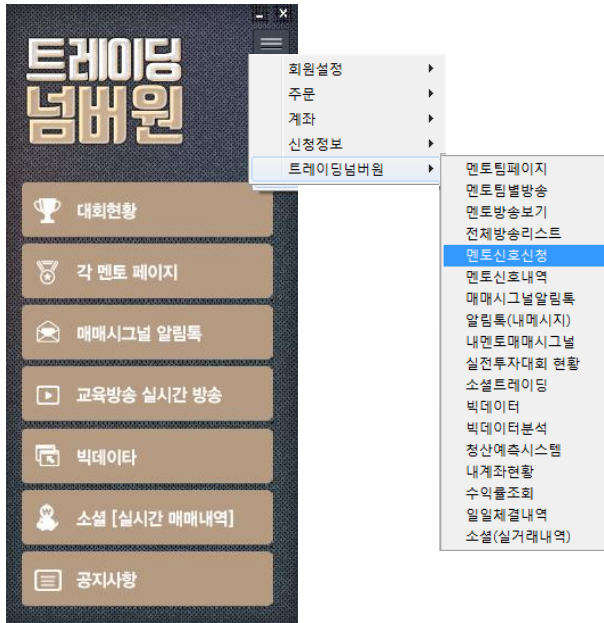 트레이딩
넘버원
회원설정
주문
계좌
신청정보
트레이딩넘버원
멘토팀페이지
멘토팀별방송
멘토방송보기
전체방송리스트
멘토신호신청
멘토신호내역
매매시그널알림톡
알림톡(내메시지)
내멘토매매시그널
실전투자대회 현황
소셜트레이딩
빅데이터
빅데이터분석
청산예측시스템
내계좌현황
수익률조회
일일체결내역
소셜(실거래내역)
대회현황
각 멘토 페이지
매매시그널 알림톡
교육방송 실시간 방송
빅데이타
소셜 [실시간 매매내역]
공지사항